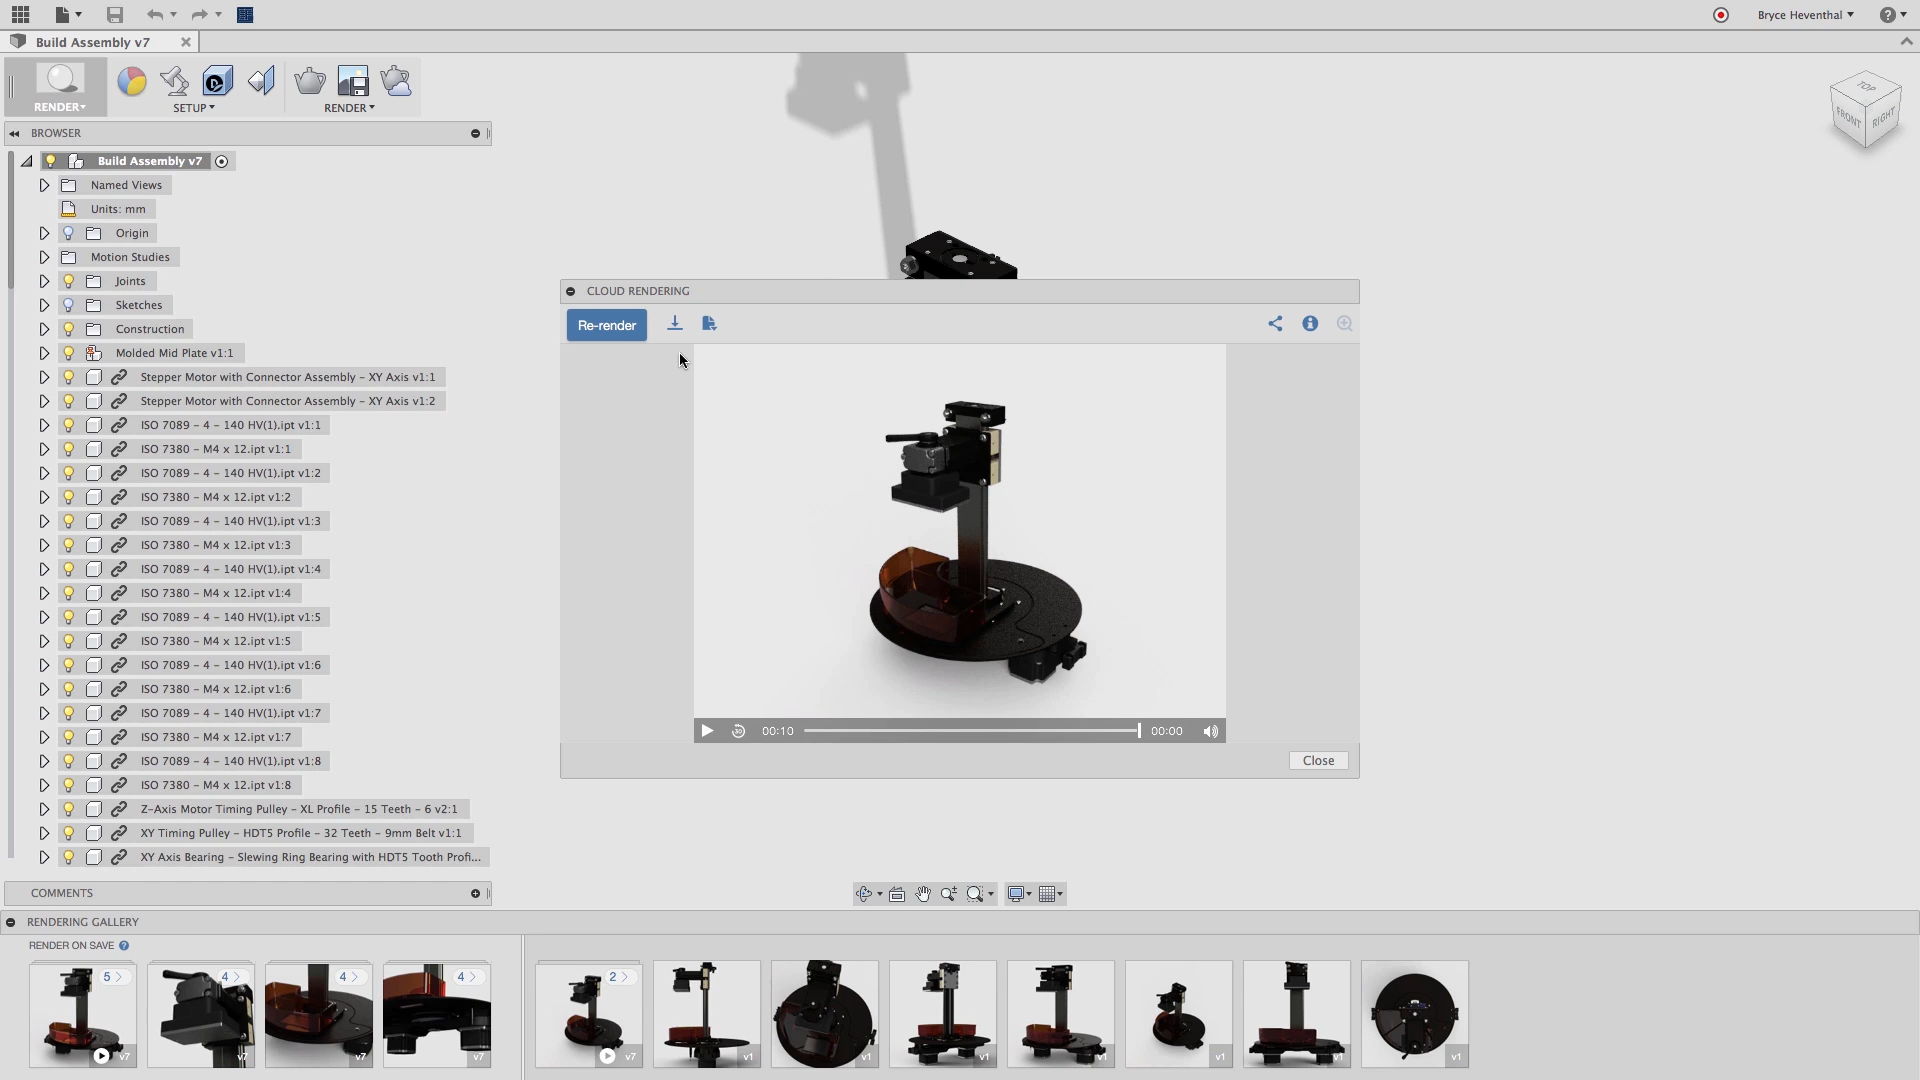 Bryce Heventhal
Build Assembly v7
RENDER
SETUP
RENDER
TOP
FRONT
RIGHT
BROWSER
Build Assembly v7
Named Views
Units: mm
Origin
Motion Studies
Joints
Sketches
Construction
Molded Mid Plate v1:1
Stepper Motor with Connector Assembly - XY Axis v1:1
Stepper Motor with Connector Assembly - XY Axis v1:2
ISO 7089 - 4 - 140 HV(1).ipt v1:1
ISO 7380 - M4 x 12.ipt v1:1
ISO 7089 - 4 - 140 HV(1).ipt v1:2
ISO 7380 - M4 x 12.ipt v1:2
ISO 7089 - 4 - 140 HV(1).ipt v1:3
ISO 7380 - M4 x 12.ipt v1:3
ISO 7089 - 4 - 140 HV(1).ipt v1:4
ISO 7380 - M4 x 12.ipt v1:4
ISO 7089 - 4 - 140 HV(1).ipt v1:5
ISO 7380 - M4 x 12.ipt v1:5
ISO 7089 - 4 - 140 HV(1).ipt v1:6
ISO 7380 - M4 x 12.ipt v1:6
ISO 7089 - 4 - 140 HV(1).ipt v1:7
ISO 7380 - M4 x 12.ipt v1:7
ISO 7089 - 4 - 140 HV(1).ipt v1:8
ISO 7380 - M4 x 12.ipt v1:8
Z-Axis Motor Timing Pulley - XL Profile - 15 Teeth - 6 v2:1
XY Timing Pulley - HDT5 Profile - 32 Teeth - 9mm Belt v1:1
XY Axis Bearing - Slewing Ring Bearing with HDT5 Tooth Profi...
CLOUD RENDERING
Re-render
30
00:10
00:00
Close
COMMENTS
RENDERING GALLERY
RENDER ON SAVE ?
5 >
4 >
4 >
4 >
2 >
v7
v7
v7
v7
v7
v1
v1
v1
v1
v1
v1
v1